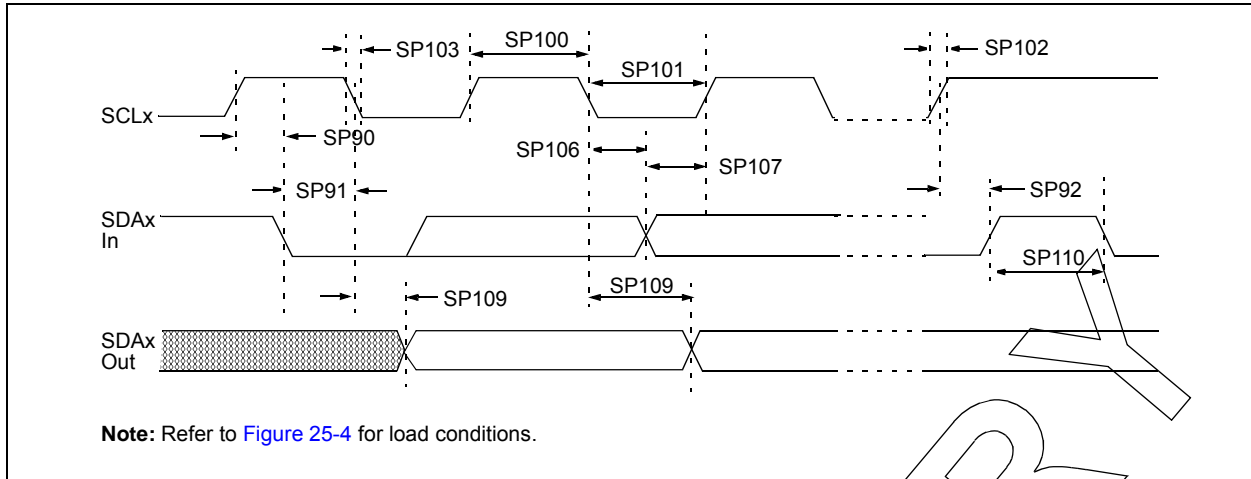 SP103
SP100
SP102
SP101
SCLx
SP90
SP106
SP107
SP91
SP92
SDAx
In
SP110
SP109
SP109
SDAx
Out
Note: Refer to Figure 25-4 for load conditions.